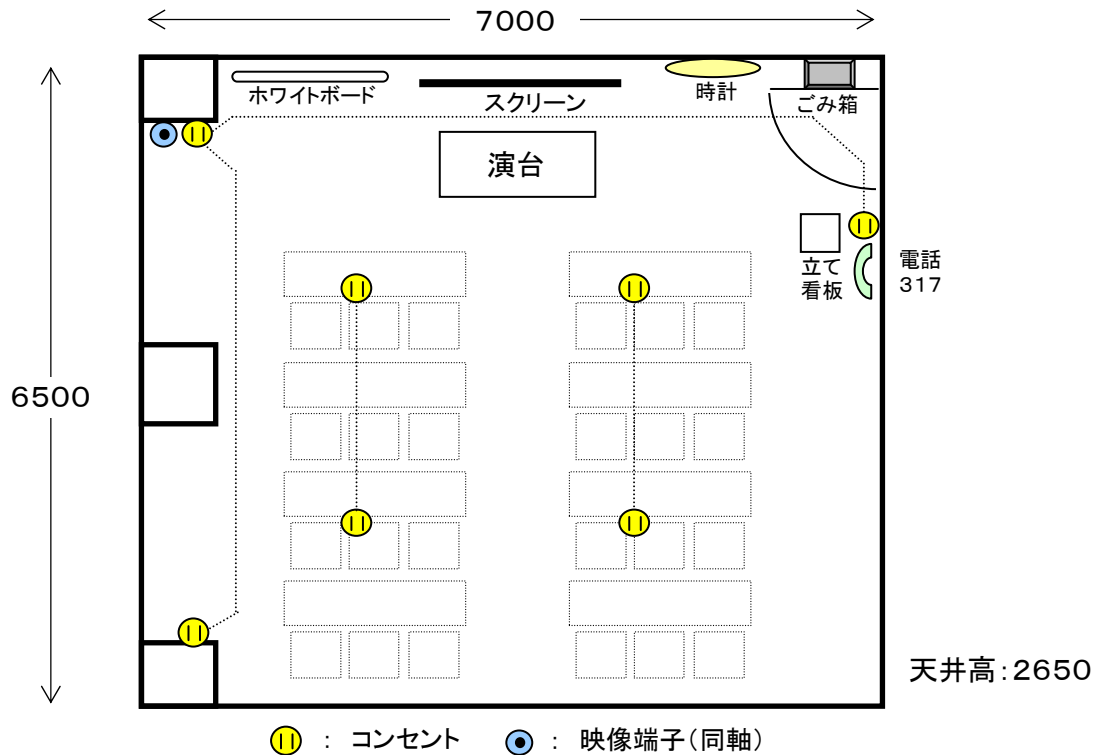 7000
ホワイトボード
スクリーン
時計
ごみ箱
演台
立て
看板
電話
317
6500
天井高:2650
: コンセント
: 映像端子(同軸)